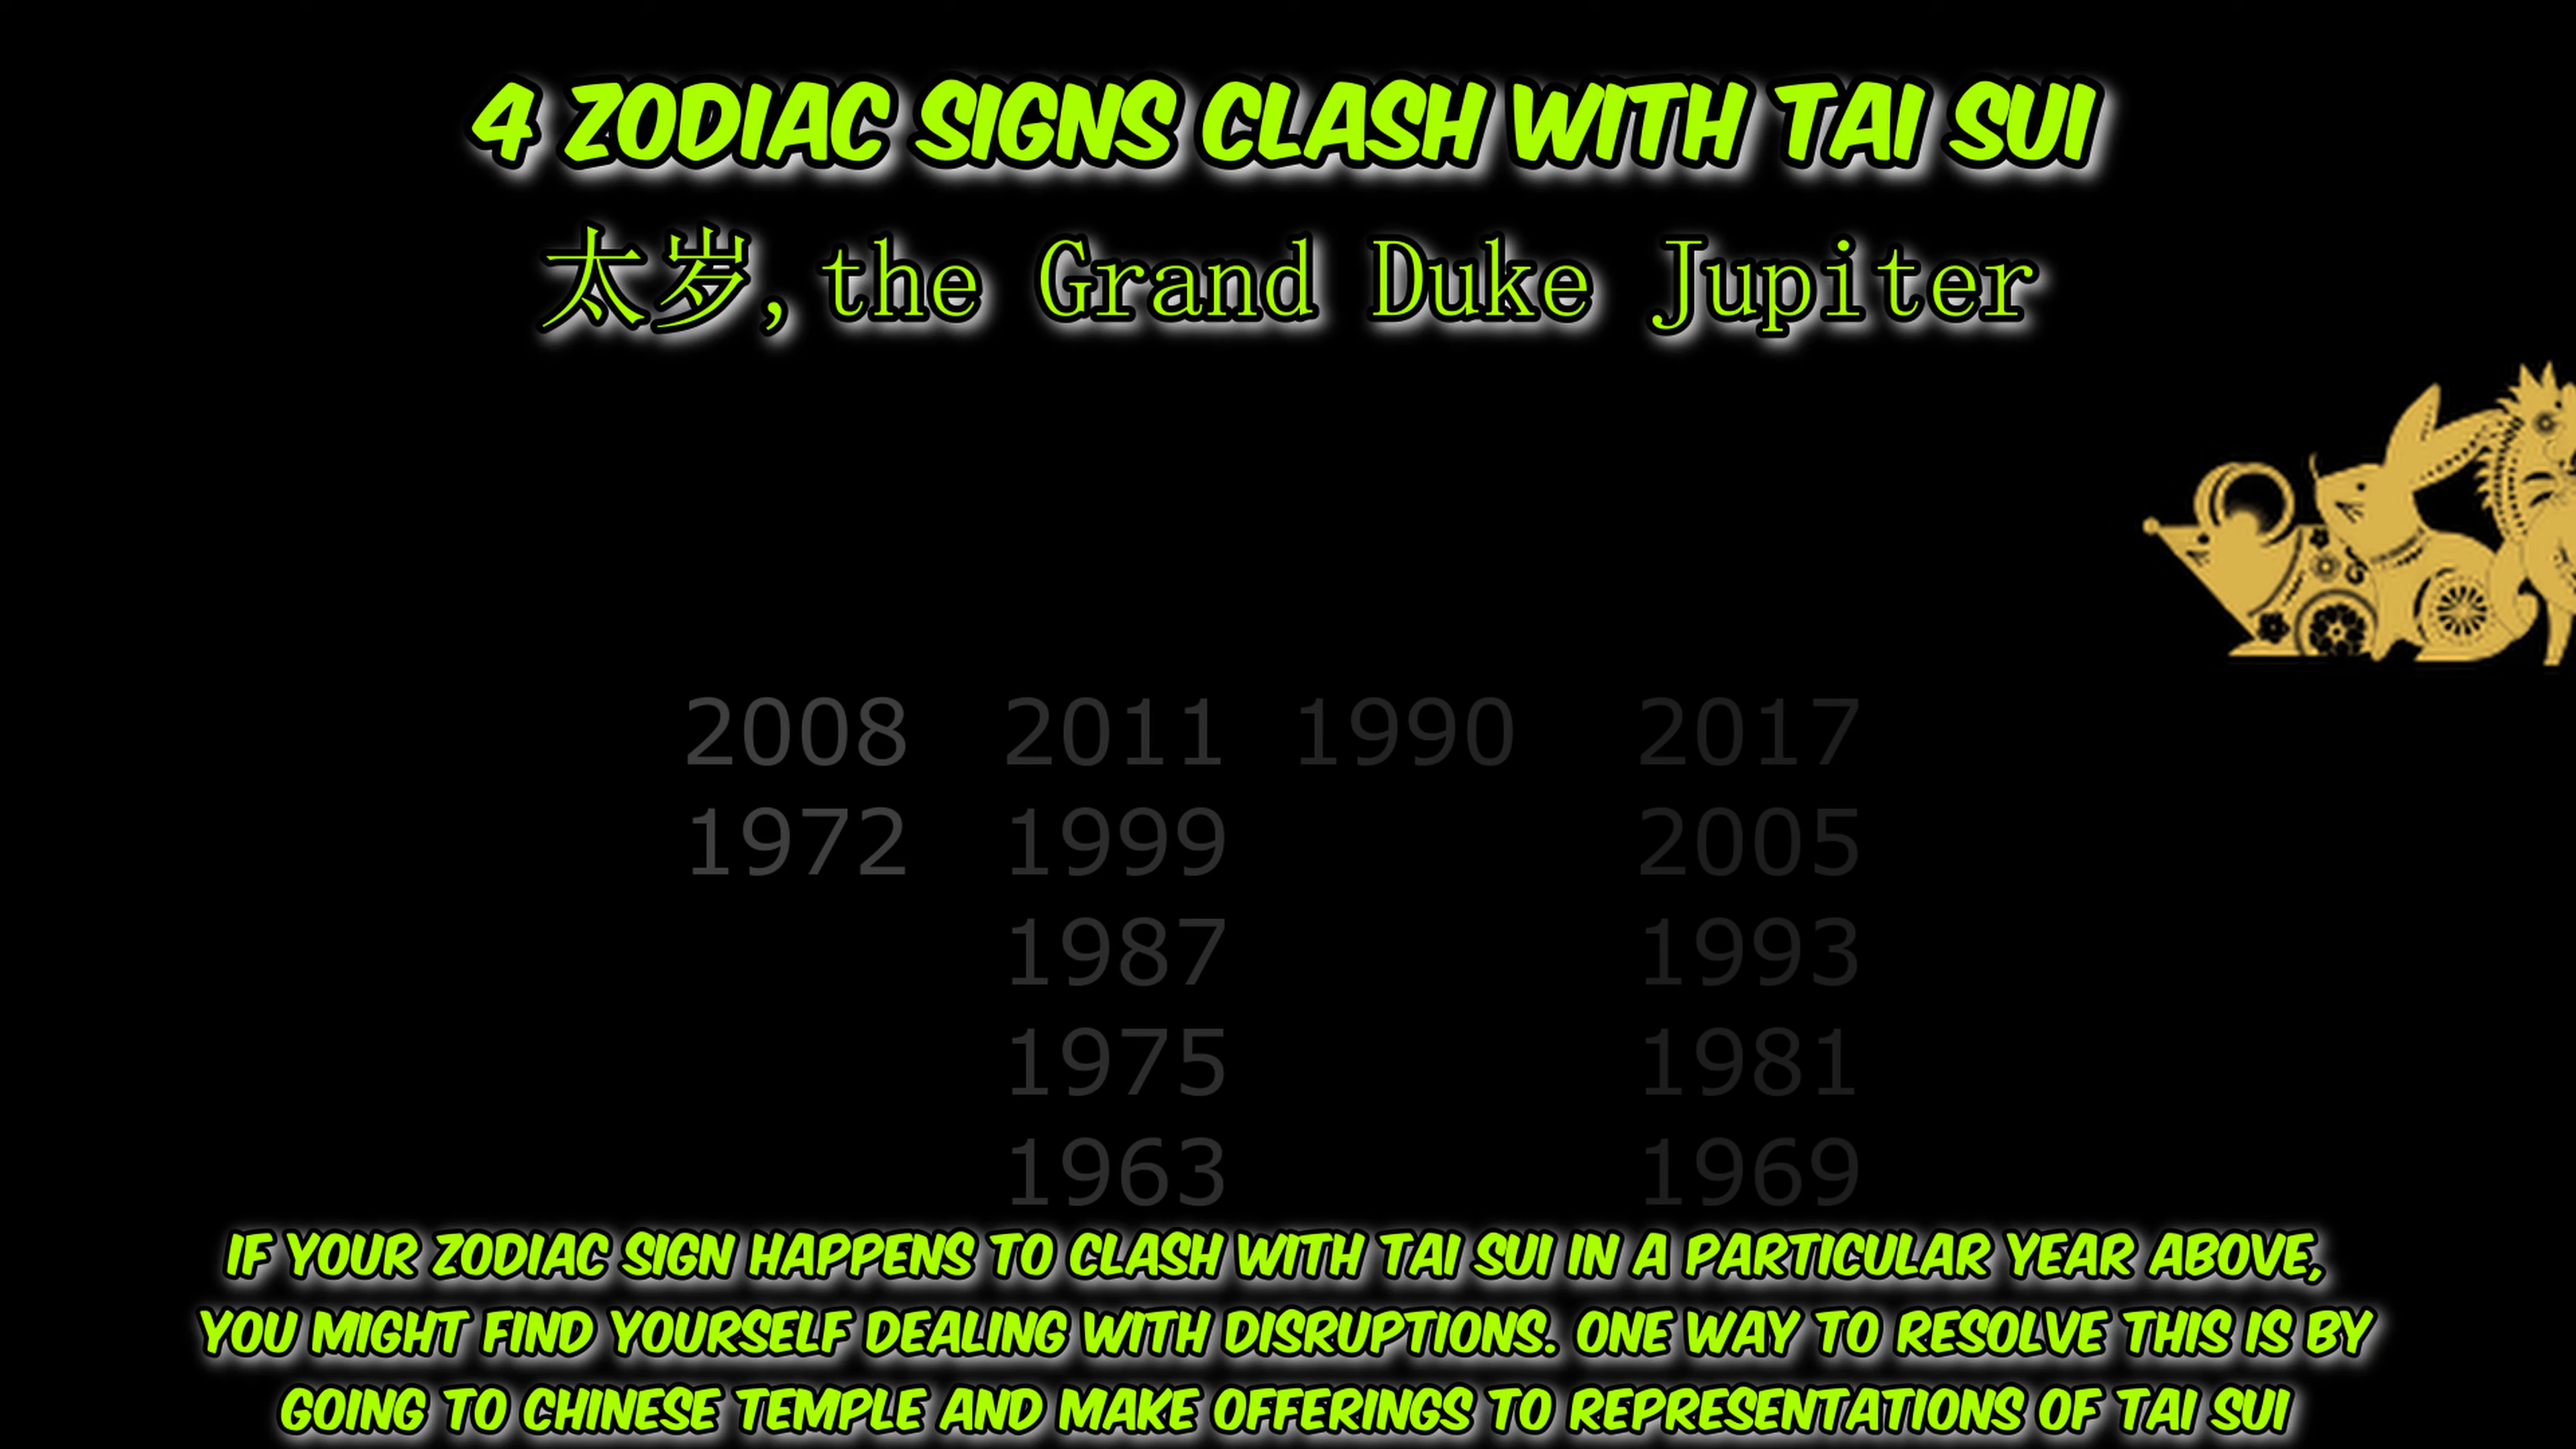 4 ZODIAC SIGNS CLASH WITH TAI SUI
太岁,the Grand Duke Jupiter
2008 2011 1990 2017
1972 1999 2005
1987 1993
1975 1981
1963 1969
IF YOUR ZODIAC SIGN HAPPENS TO CLASH WITH TAI SUI IN A PARTICULAR YEAR ABOVE,
YOU MIGHT FIND YOURSELF DEALING WITH DISRUPTIONS. ONE WAY TO RESOLVE THIS IS BY
GOING TO CHINESE TEMPLE AND MAKE OFFERINGS TO REPRESENTATIONS OF TAI SUI